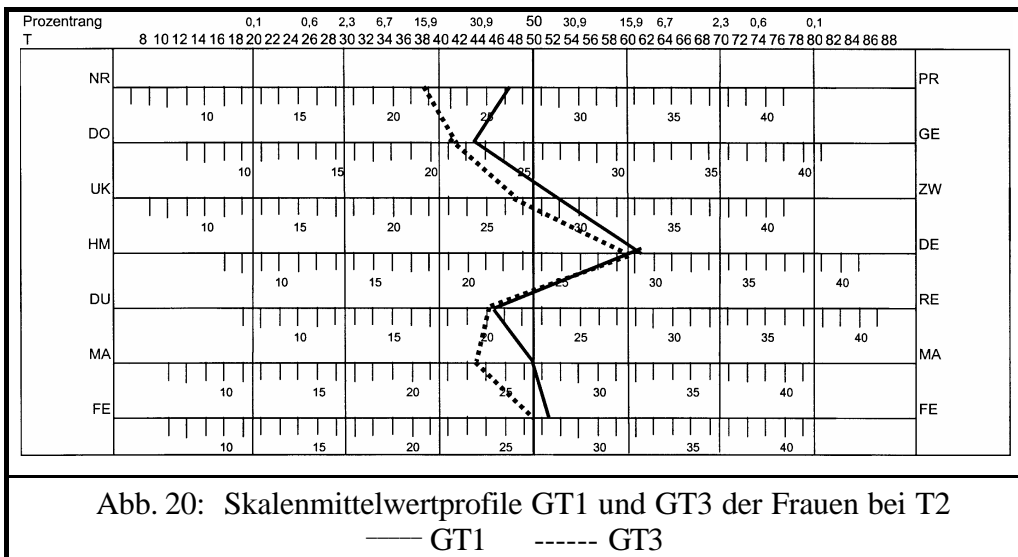 Prozentrang 0,1 0,6 2,3 6,7 15,9 30,9 50 30,9 15,9 6,7 2,3 0,6 0,1
T 8 10 12 14 16 18 20 22 24 26 28 30 32 34 36 38 40 42 44 46 48 50 52 54 56 58 60 62 64 66 68 70 72 74 76 78 80 82 84 86 88
NR PR
10 15 20 25 30 35 40
DO GE
10 15 20 25 30 35 40
UK ZW
10 15 20 25 30 35 40
HM DE
10 15 20 25 30 35 40
DU RE
10 15 20 25 30 35 40
MA MA
10 15 20 25 30 35 40
FE FE
10 15 20 25 30 35 40
Abb. 20: Skalenmittelwertprofile GT1 und GT3 der Frauen bei T2
—— GT1 ------ GT3